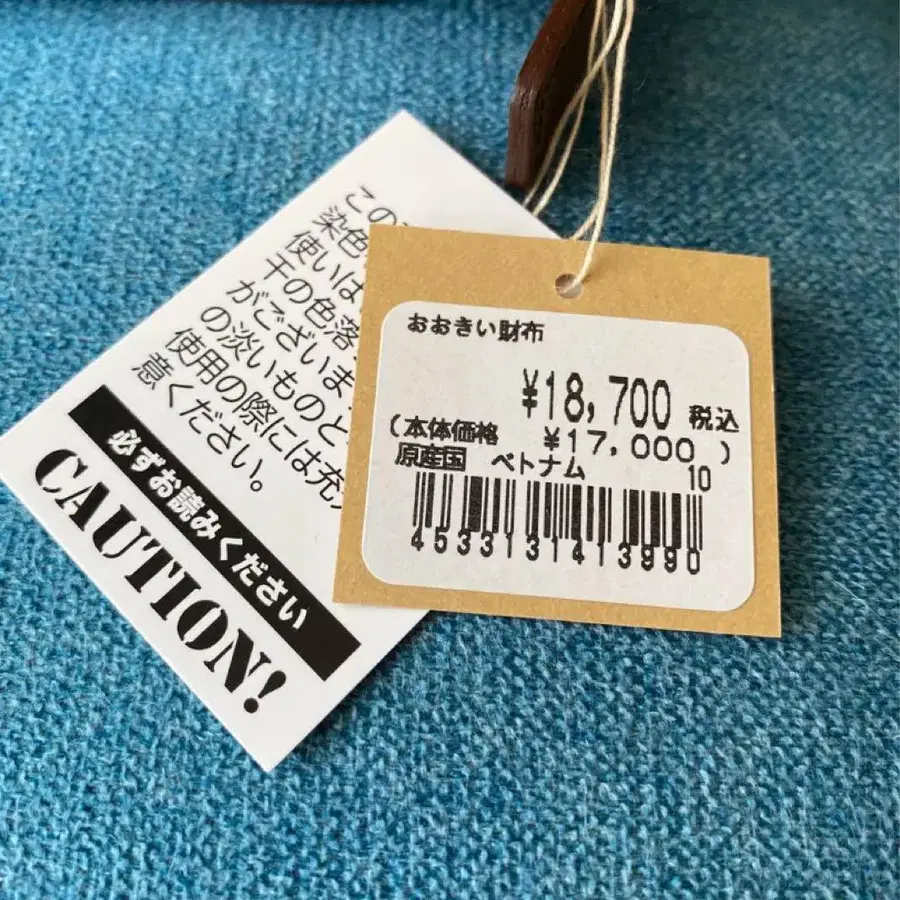 この
染色
使いは
干の色落
がございま
の淡いものと
使用の際には充
意ください。
必ずお読みください
CAUTION!
おおきい財布
¥18,700 税込
(本体価格 ¥17,000 )
原産国 ベトナム 10
4533131413990